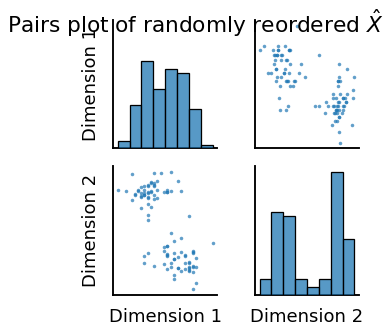 Pairs plot of randomly reordered X̂
Dimension 1
Dimension 2
Dimension 1
Dimension 2